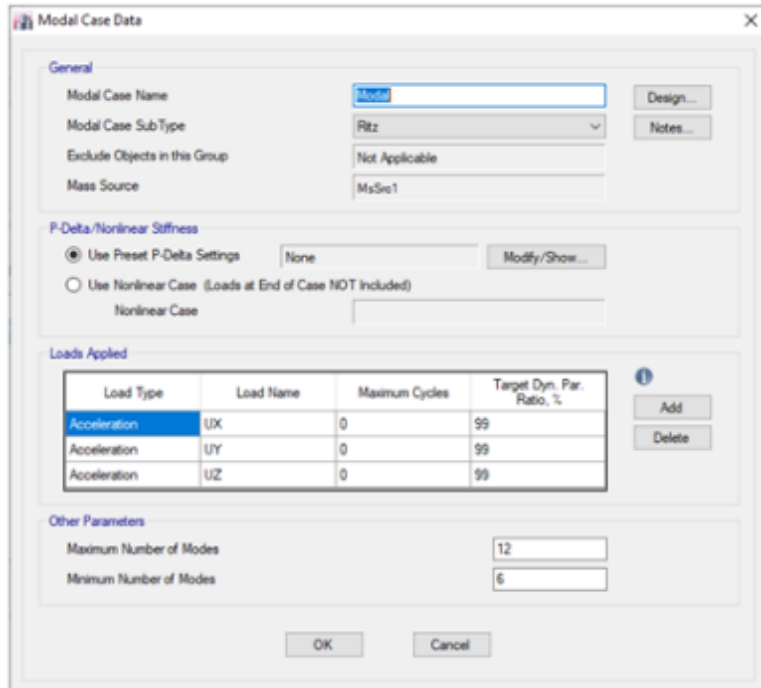 Modal Case Data
General
Modal Case Name Modal Design...
Modal Case SubType Ritz Notes...
Exclude Objects in this Group Not Applicable
Mass Source MsSrc1
P-Delta/Nonlinear Stiffness
Use Preset P-Delta Settings None Modify/Show...
Use Nonlinear Case (Loads at End of Case NOT Included)
Nonlinear Case
Loads Applied
Load Type Load Name Maximum Cycles Target Dyn. Par. Ratio, %
Acceleration UX 0 99
Acceleration UY 0 99
Acceleration UZ 0 99
Add
Delete
Other Parameters
Maximum Number of Modes 12
Minimum Number of Modes 6
OK Cancel